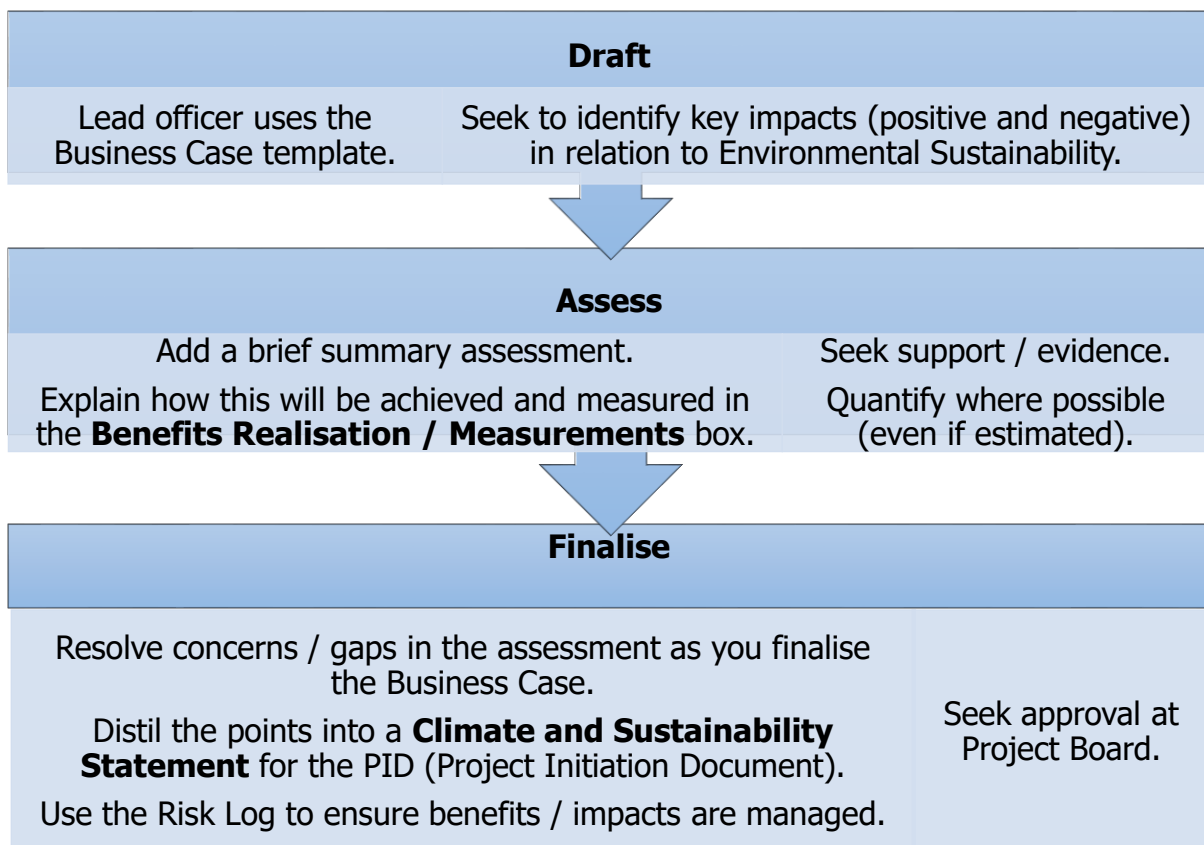 Draft
Lead officer uses the
Business Case template.
Seek to identify key impacts (positive and negative)
in relation to Environmental Sustainability.
Assess
Add a brief summary assessment.
Explain how this will be achieved and measured in
the Benefits Realisation / Measurements box.
Seek support / evidence.
Quantify where possible
(even if estimated).
Finalise
Resolve concerns / gaps in the assessment as you finalise
the Business Case.
Distil the points into a Climate and Sustainability
Statement for the PID (Project Initiation Document).
Use the Risk Log to ensure benefits / impacts are managed.
Seek approval at
Project Board.